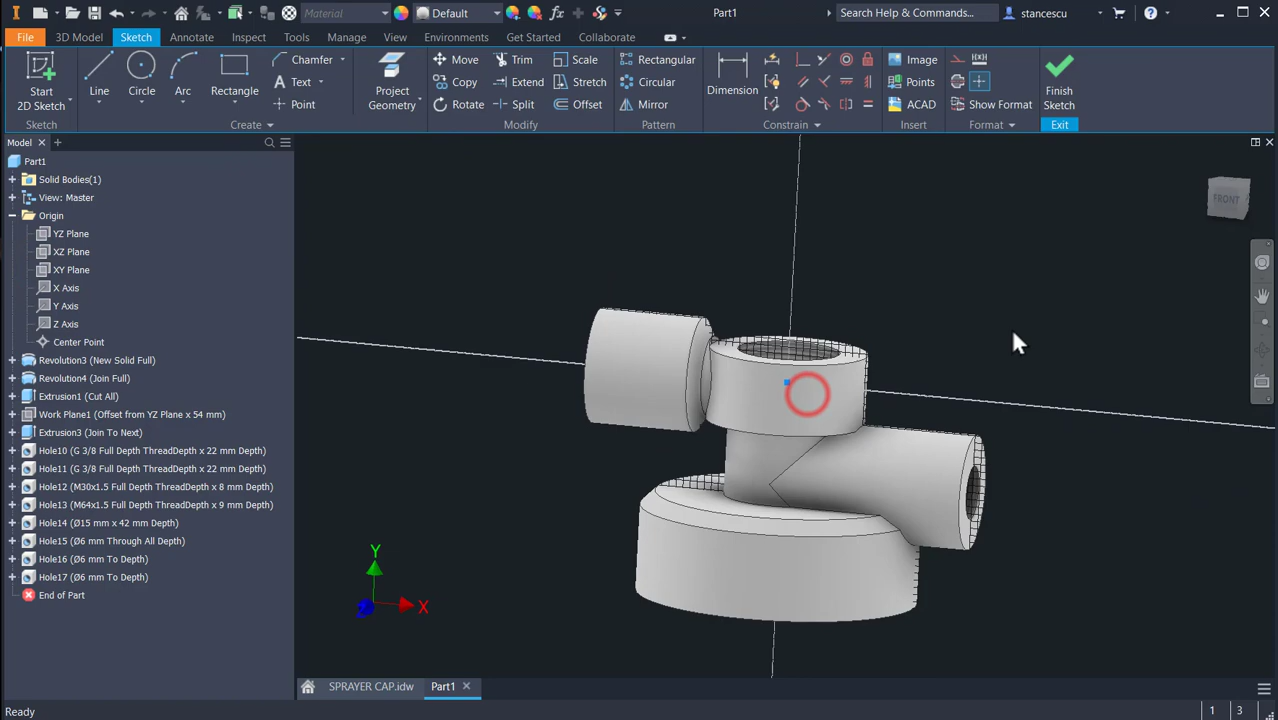 Material
Default
Part1
Search Help & Commands...
stancescu
File
3D Model
Sketch
Annotate
Inspect
Tools
Manage
View
Environments
Get Started
Collaborate
Start
2D Sketch
Line
Circle
Arc
Rectangle
Chamfer
Text
Point
Project
Geometry
Move
Copy
Rotate
Trim
Extend
Split
Scale
Stretch
Offset
Rectangular
Circular
Mirror
Dimension
Image
Points
ACAD
Show Format
Finish
Sketch
Sketch
Create
Modify
Pattern
Constrain
Insert
Format
Exit
Model
Part1
Solid Bodies(1)
View: Master
Origin
YZ Plane
XZ Plane
XY Plane
X Axis
Y Axis
Z Axis
Center Point
Revolution3 (New Solid Full)
Revolution4 (Join Full)
Extrusion1 (Cut All)
Work Plane1 (Offset from YZ Plane x 54 mm)
Extrusion3 (Join To Next)
Hole10 (G 3/8 Full Depth ThreadDepth x 22 mm Depth)
Hole11 (G 3/8 Full Depth ThreadDepth x 22 mm Depth)
Hole12 (M30x1.5 Full Depth ThreadDepth x 8 mm Depth)
Hole13 (M64x1.5 Full Depth ThreadDepth x 9 mm Depth)
Hole14 (Ø15 mm x 42 mm Depth)
Hole15 (Ø6 mm Through All Depth)
Hole16 (Ø6 mm To Depth)
Hole17 (Ø6 mm To Depth)
End of Part
FRONT
Y
X
Z
SPRAYER CAP.idw
Part1
Ready
1
3